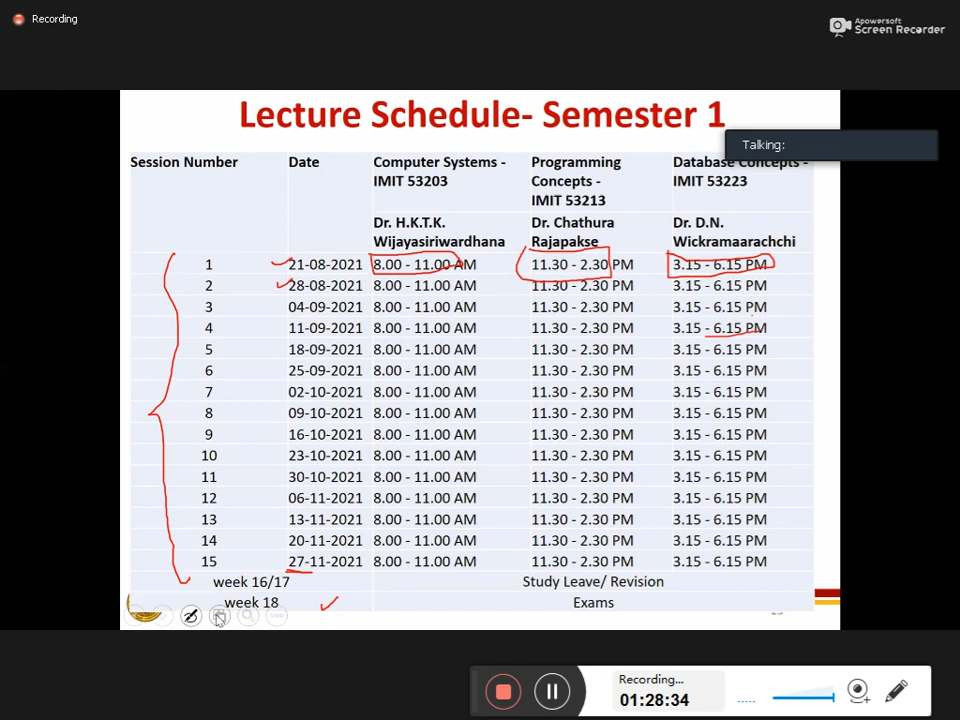 Recording
Apowersoft
Screen Recorder
Lecture Schedule- Semester 1
Talking:
Session Number Date Computer Systems - Programming Database Concepts -
IMIT 53203 Concepts - IMIT 53223
IMIT 53213
Dr. H.K.T.K. Dr. Chathura Dr. D.N.
Wijayasiriwardhana Rajapakse Wickramaarachchi
1 21-08-2021 8.00 - 11.00 AM 11.30 - 2.30 PM 3.15 - 6.15 PM
2 28-08-2021 8.00 - 11.00 AM 11.30 - 2.30 PM 3.15 - 6.15 PM
3 04-09-2021 8.00 - 11.00 AM 11.30 - 2.30 PM 3.15 - 6.15 PM
4 11-09-2021 8.00 - 11.00 AM 11.30 - 2.30 PM 3.15 - 6.15 PM
5 18-09-2021 8.00 - 11.00 AM 11.30 - 2.30 PM 3.15 - 6.15 PM
6 25-09-2021 8.00 - 11.00 AM 11.30 - 2.30 PM 3.15 - 6.15 PM
7 02-10-2021 8.00 - 11.00 AM 11.30 - 2.30 PM 3.15 - 6.15 PM
8 09-10-2021 8.00 - 11.00 AM 11.30 - 2.30 PM 3.15 - 6.15 PM
9 16-10-2021 8.00 - 11.00 AM 11.30 - 2.30 PM 3.15 - 6.15 PM
10 23-10-2021 8.00 - 11.00 AM 11.30 - 2.30 PM 3.15 - 6.15 PM
11 30-10-2021 8.00 - 11.00 AM 11.30 - 2.30 PM 3.15 - 6.15 PM
12 06-11-2021 8.00 - 11.00 AM 11.30 - 2.30 PM 3.15 - 6.15 PM
13 13-11-2021 8.00 - 11.00 AM 11.30 - 2.30 PM 3.15 - 6.15 PM
14 20-11-2021 8.00 - 11.00 AM 11.30 - 2.30 PM 3.15 - 6.15 PM
15 27-11-2021 8.00 - 11.00 AM 11.30 - 2.30 PM 3.15 - 6.15 PM
week 16/17 Study Leave/ Revision
week 18 Exams
Recording...
01:28:34